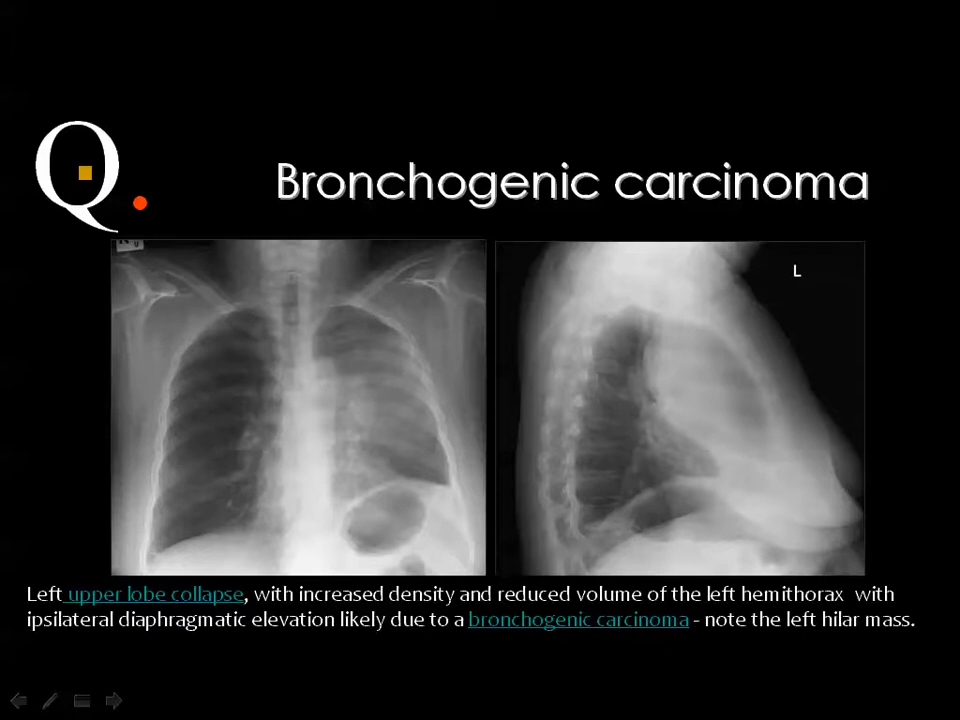 Q.
Bronchogenic carcinoma
L
Left upper lobe collapse, with increased density and reduced volume of the left hemithorax with
ipsilateral diaphragmatic elevation likely due to a bronchogenic carcinoma - note the left hilar mass.